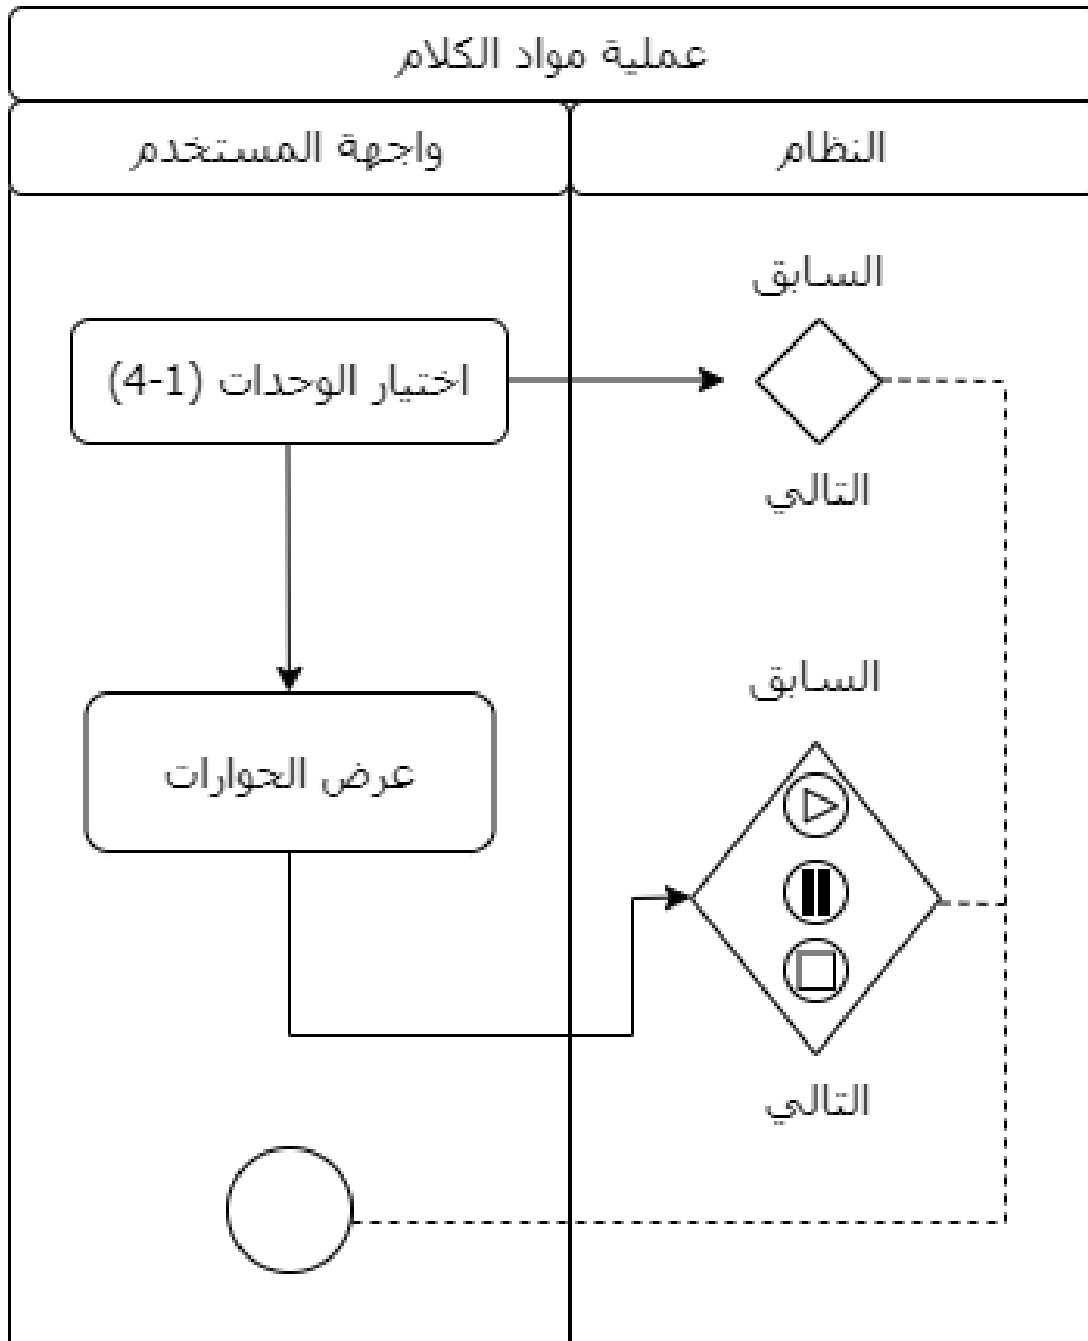 عملية مواد الكلام
النظام
واجهة المستخدم
السابق
اختيار الوحدات (1-4)
التالي
السابق
عرض الحوارات
التالي